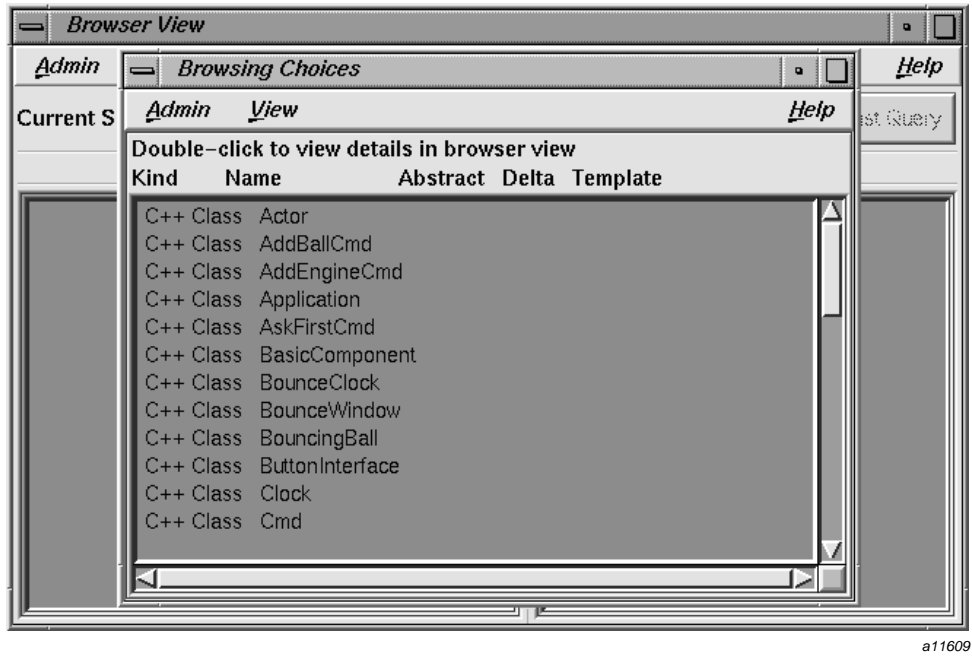 Browser View
Admin
Help
Current S
st Query
Browsing Choices
Admin View Help
Double-click to view details in browser view
Kind Name Abstract Delta Template
C++ Class Actor
C++ Class AddBallCmd
C++ Class AddEngineCmd
C++ Class Application
C++ Class AskFirstCmd
C++ Class BasicComponent
C++ Class BounceClock
C++ Class BounceWindow
C++ Class BouncingBall
C++ Class ButtonInterface
C++ Class Clock
C++ Class Cmd
a11609